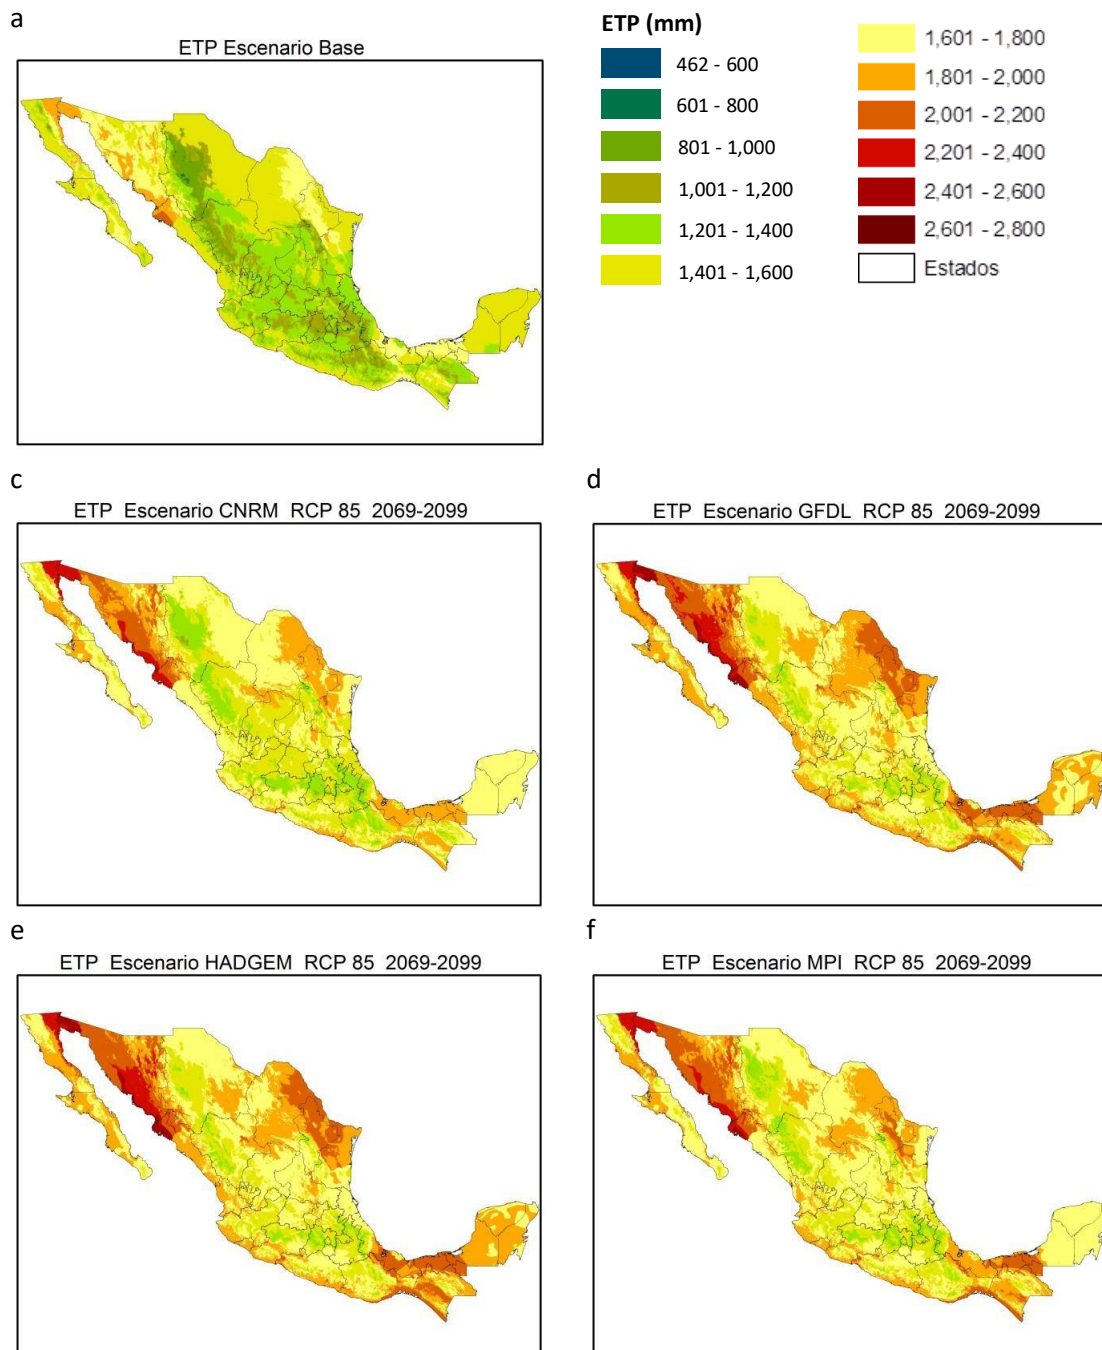 a
ETP Escenario Base
ETP (mm)
462 - 600
601 - 800
801 - 1,000
1,001 - 1,200
1,201 - 1,400
1,401 - 1,600
1,601 - 1,800
1,801 - 2,000
2,001 - 2,200
2,201 - 2,400
2,401 - 2,600
2,601 - 2,800
Estados
c
ETP Escenario CNRM RCP 85 2069-2099
d
ETP Escenario GFDL RCP 85 2069-2099
e
ETP Escenario HADGEM RCP 85 2069-2099
f
ETP Escenario MPI RCP 85 2069-2099